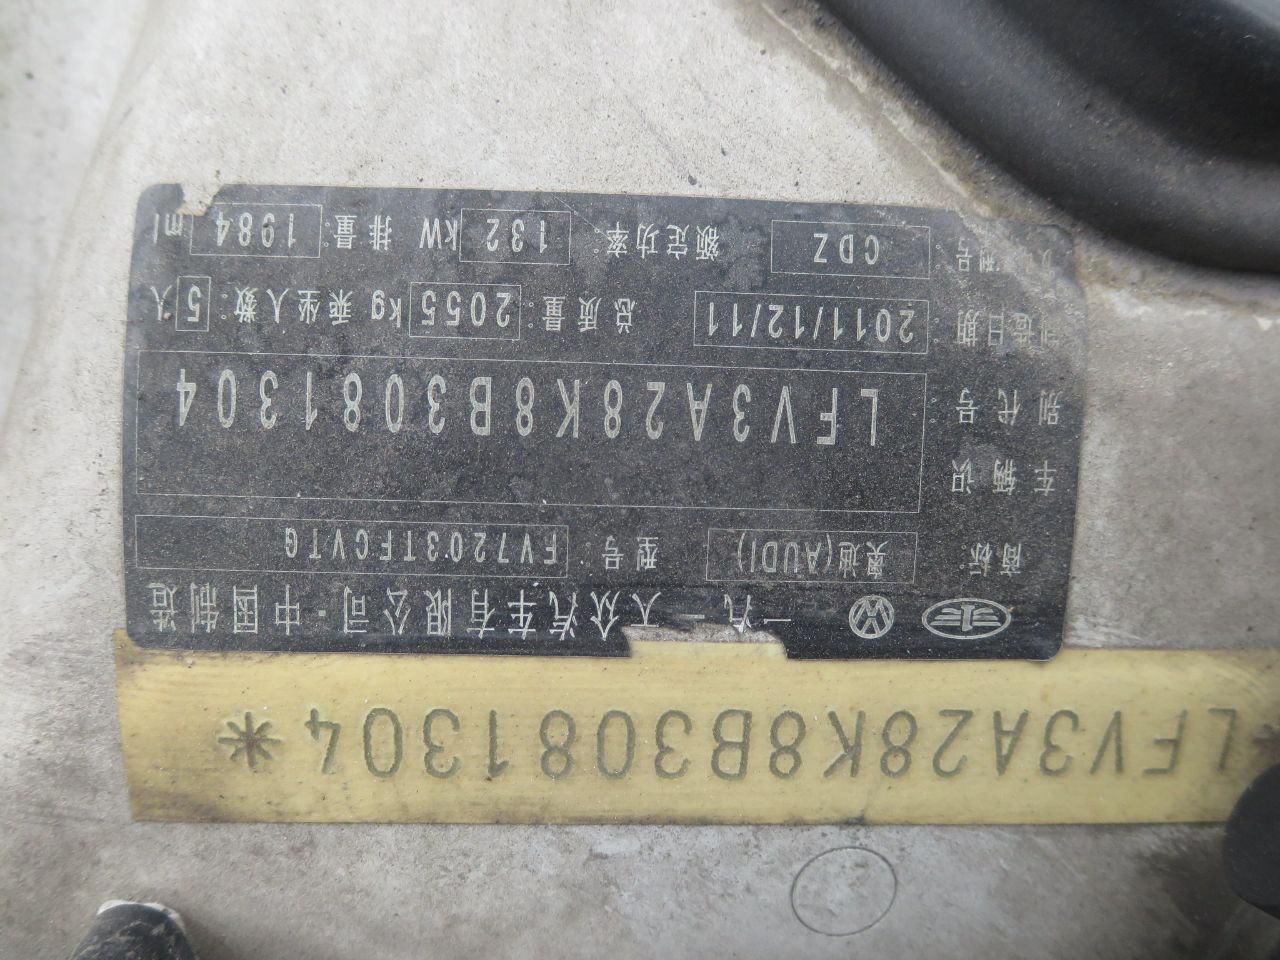 一汽－大众汽车有限公司·中国制造
商标: 奥迪(AUDI) 型号: FV7203TFCVTG
车辆识
别代号 LFV3A28K8B3081304
制造日期: 2011/12/11 总质量: 2055 kg 乘坐人数: 5 人
型号: CDZ 额定功率: 132 kW 排量: 1984 ml
LFV3A28K8B3081304*